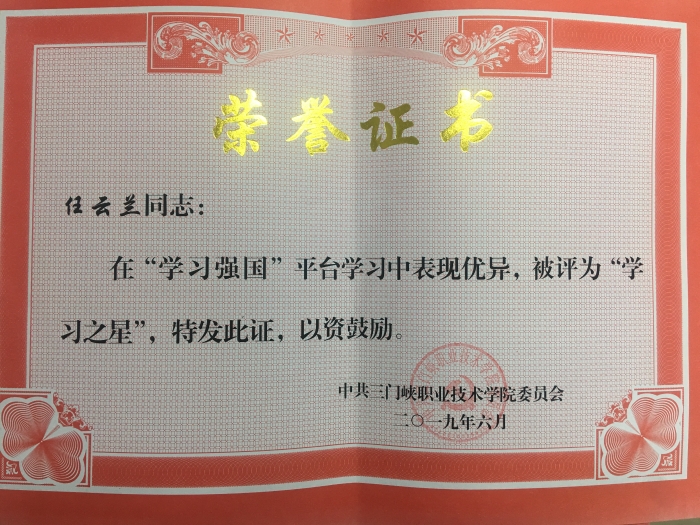 荣誉证书
任云兰同志：
在“学习强国”平台学习中表现优异，被评为“学
习之星”，特发此证，以资鼓励。
中共三门峡职业技术学院委员会
二〇一九年六月